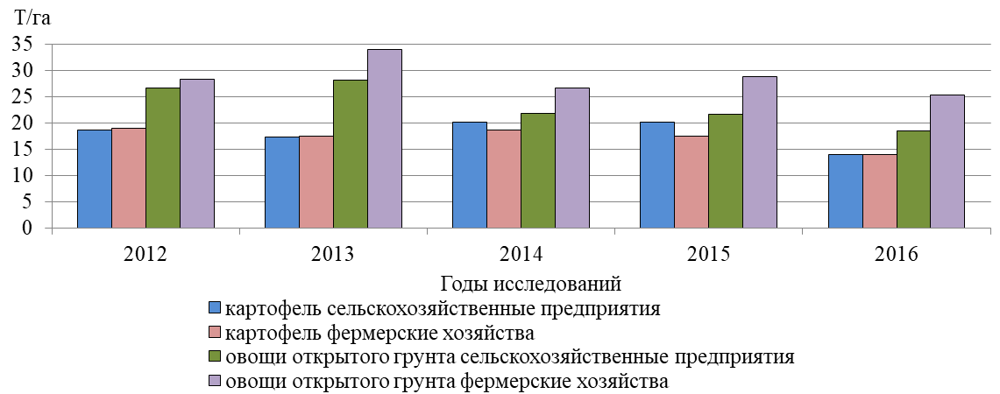 Т/га
35
30
25
20
15
10
5
0
2012 2013 2014 2015 2016
Годы исследований
картофель сельскохозяйственные предприятия
картофель фермерские хозяйства
овощи открытого грунта сельскохозяйственные предприятия
овощи открытого грунта фермерские хозяйства